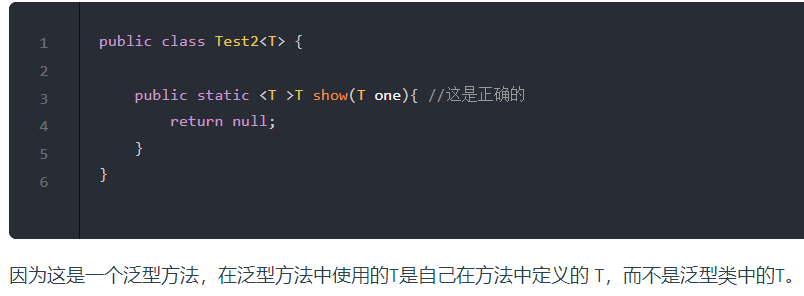 1 public class Test2<T> {
2
3 public static <T >T show(T one){ //这是正确的
4 return null;
5 }
6 }
因为这是一个泛型方法，在泛型方法中使用的T是自己在方法中定义的 T，而不是泛型类中的T。